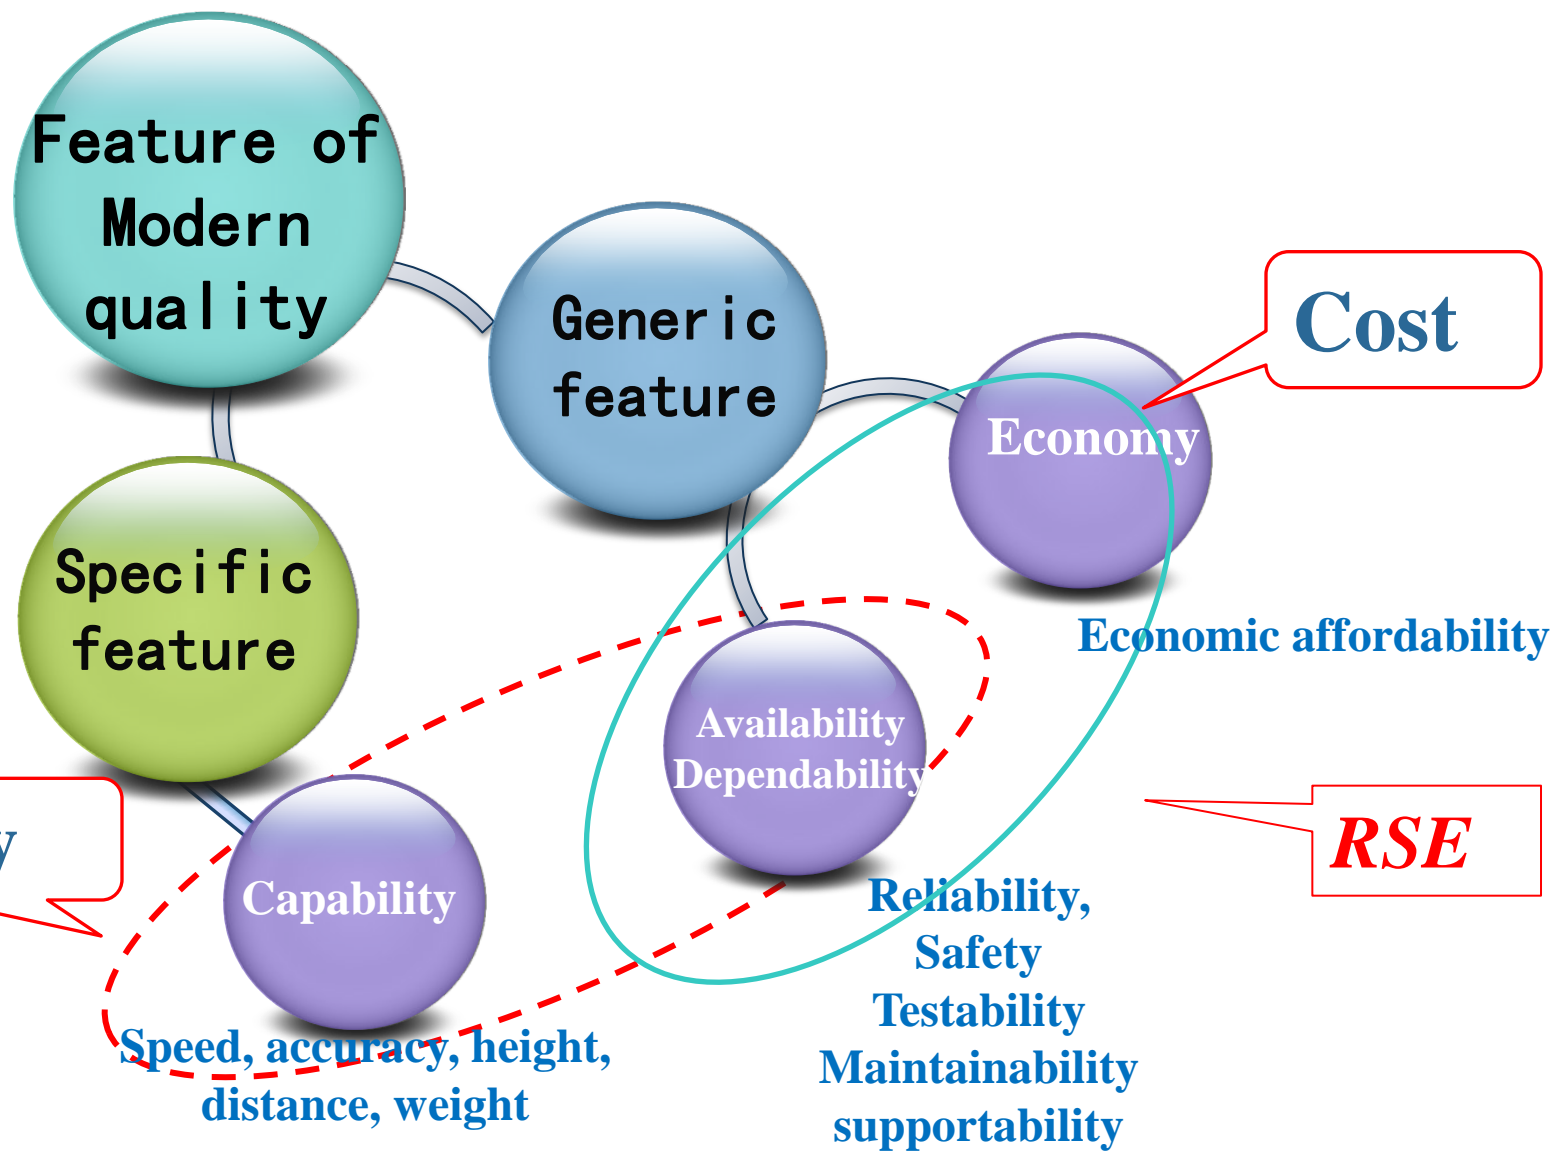 Feature of
Modern
quality
Generic
feature
Cost
Economy
Specific
feature
Economic affordability
Availability
Dependability
RSE
y
Capability
Reliability,
Safety
Testability
Maintainability
supportability
Speed, accuracy, height,
distance, weight